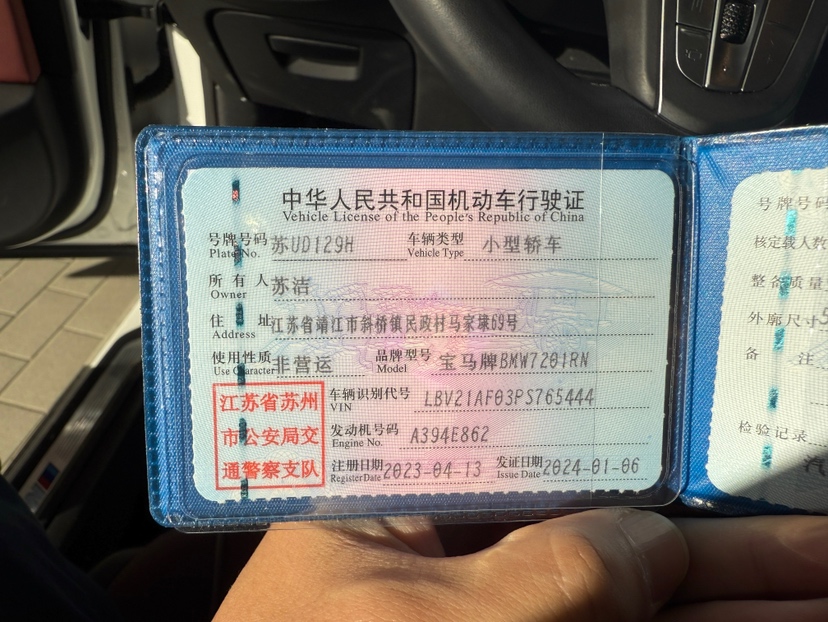 中华人民共和国机动车行驶证
Vehicle License of the People's Republic of China
号牌号码 苏UD129H 车辆类型 小型轿车
Plate No. Vehicle Type
所有人 苏洁
Owner
住址 江苏省靖江市斜桥镇民政村马家埭69号
Address
使用性质 非营运 品牌型号 宝马牌BMW7201RN
Use Character Model
江苏省苏州
市公安局交
通警察支队
车辆识别代号 LBV21AF03PS765444
VIN
发动机号码 A394E862
Engine No.
注册日期 2023-04-13 发证日期 2024-01-06
Register Date Issue Date
号牌号码
核定载人数
整备质量
外廓尺寸 5
备注
检验记录